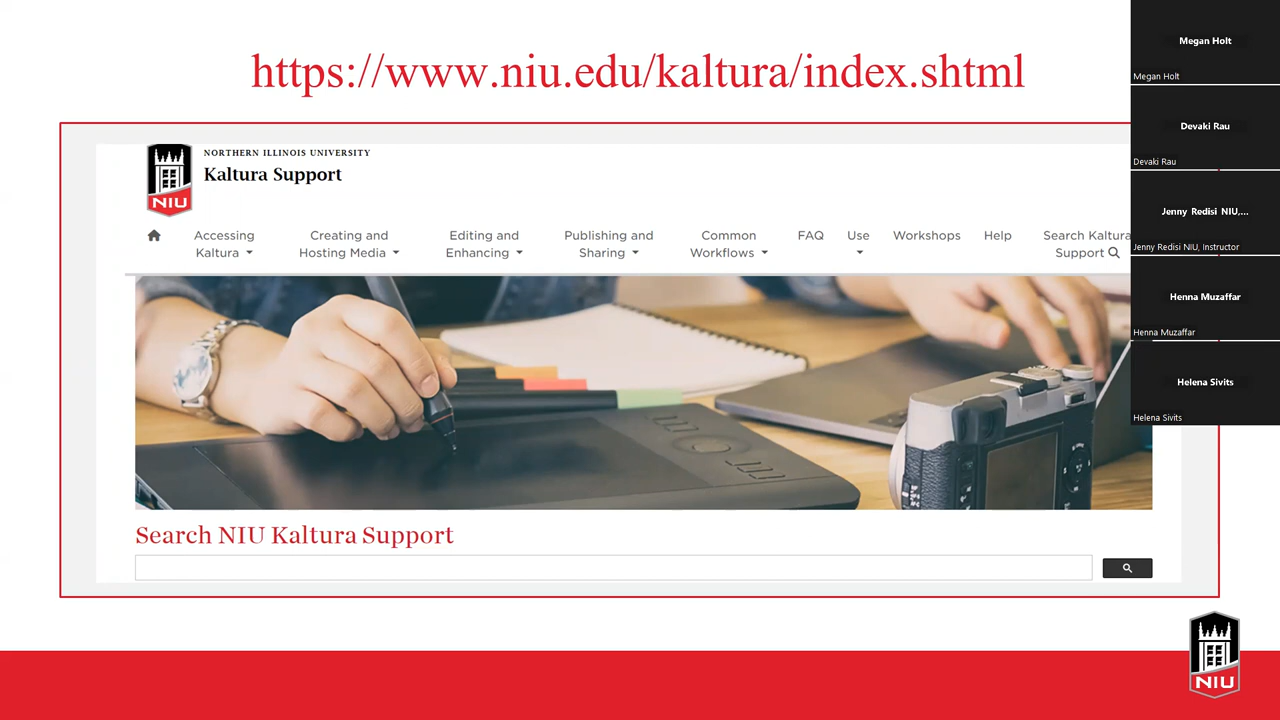 https://www.niu.edu/kaltura/index.shtml
NORTHERN ILLINOIS UNIVERSITY
Kaltura Support
NIU
Accessing
Kaltura
Creating and
Hosting Media
Editing and
Enhancing
Publishing and
Sharing
Common
Workflows
FAQ
Use
Workshops
Help
Search Kaltura
Support
Search NIU Kaltura Support
Megan Holt
Megan Holt
Devaki Rau
Devaki Rau
Jenny Redisi NIU,...
Jenny Redisi NIU, Instructor
Henna Muzaffar
Henna Muzaffar
Helena Sivits
Helena Sivits
NIU